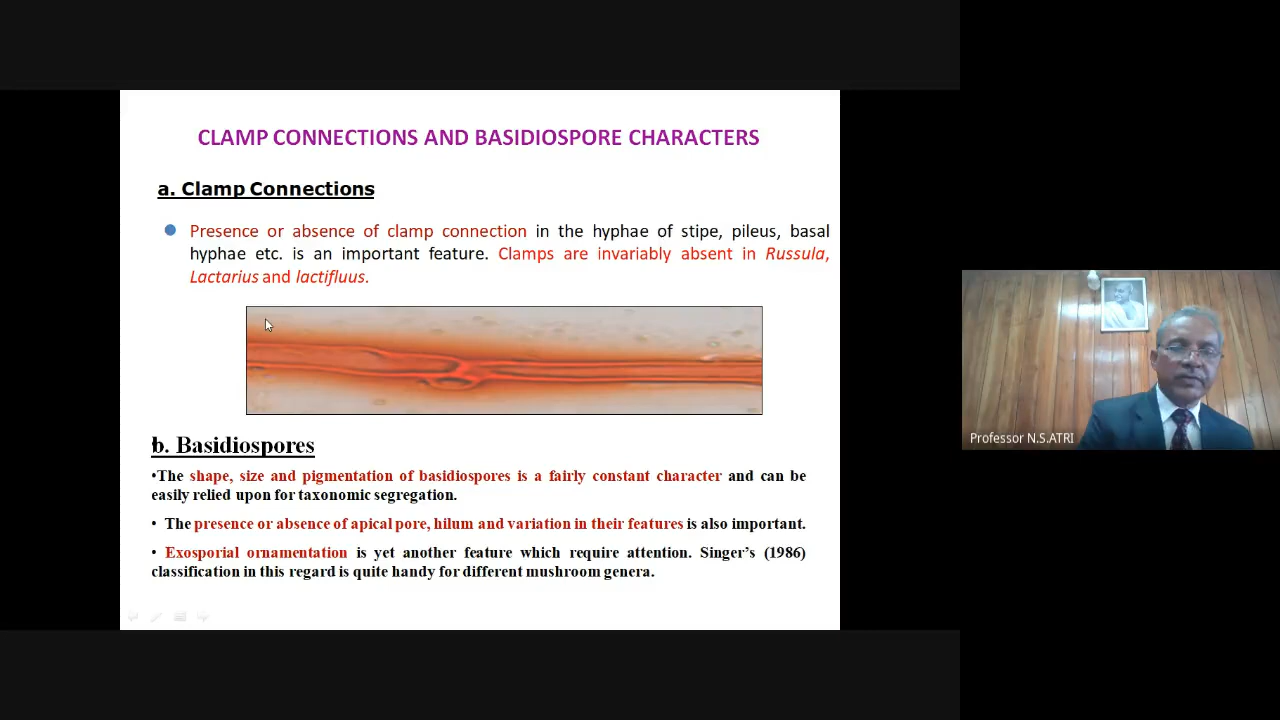 CLAMP CONNECTIONS AND BASIDIOSPORE CHARACTERS
a. Clamp Connections
Presence or absence of clamp connection in the hyphae of stipe, pileus, basal
hyphae etc. is an important feature. Clamps are invariably absent in Russula,
Lactarius and lactifluus.
b. Basidiospores
•The shape, size and pigmentation of basidiospores is a fairly constant character and can be
easily relied upon for taxonomic segregation.
• The presence or absence of apical pore, hilum and variation in their features is also important.
• Exosporial ornamentation is yet another feature which require attention. Singer's (1986)
classification in this regard is quite handy for different mushroom genera.
Professor N.S.ATRI